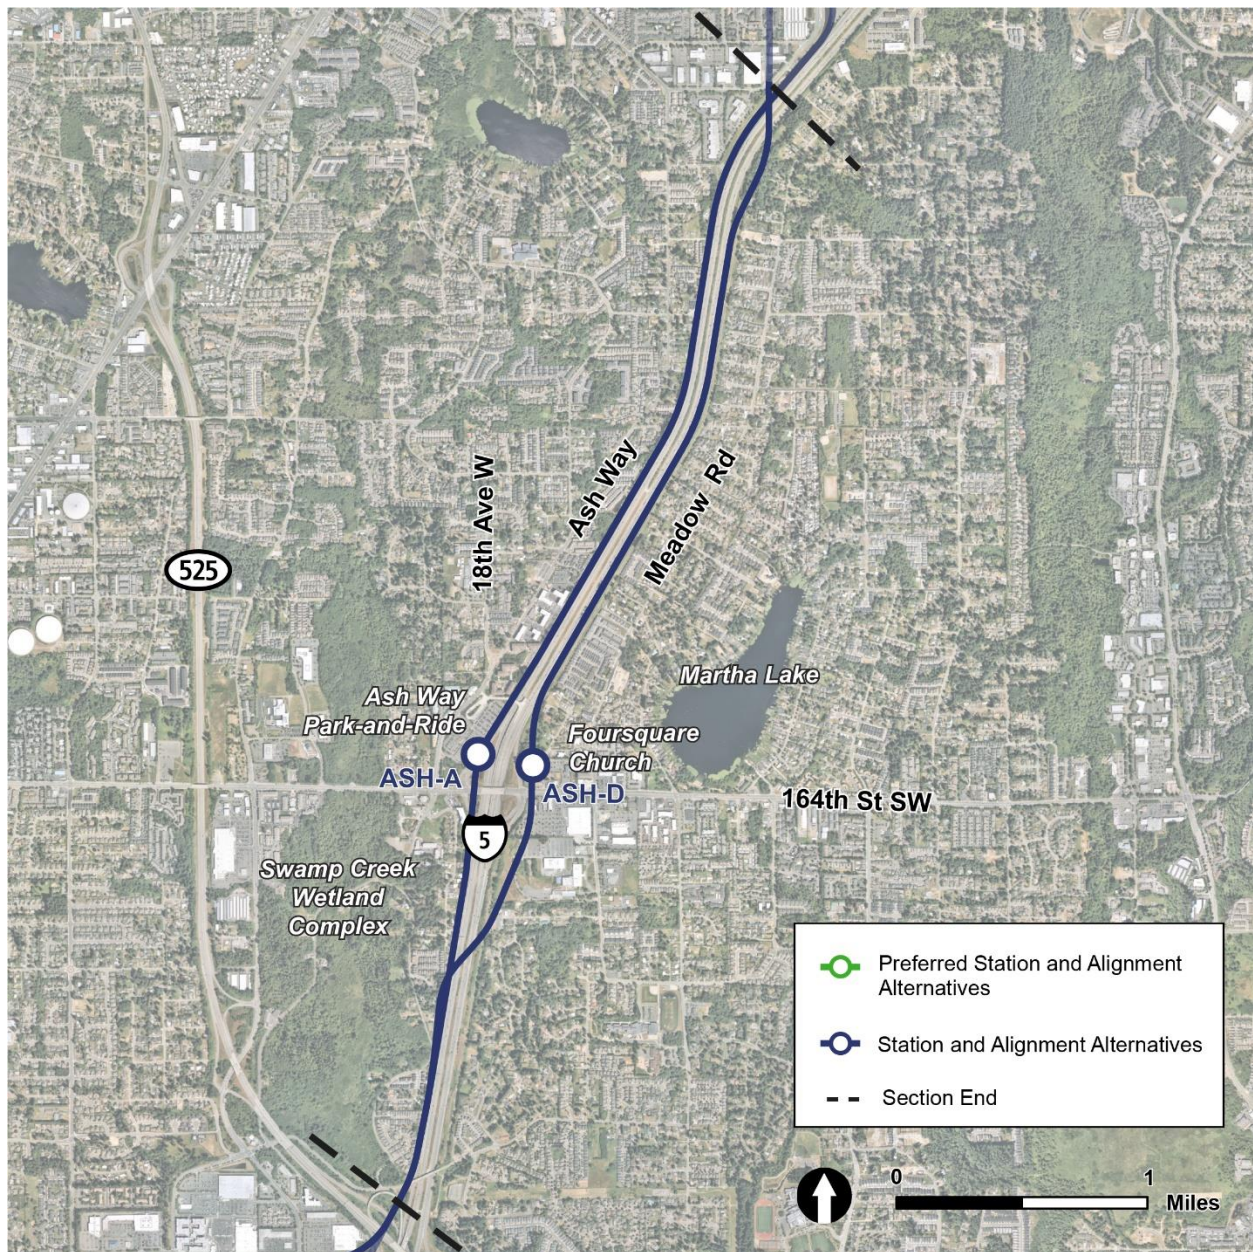 18th Ave W
Ash Way
Meadow Rd
525
Martha Lake
Ash Way
Park-and-Ride
Foursquare
Church
ASH-A
ASH-D
164th St SW
5
Swamp Creek
Wetland
Complex
Preferred Station and Alignment
Alternatives
Station and Alignment Alternatives
Section End
0 1
Miles